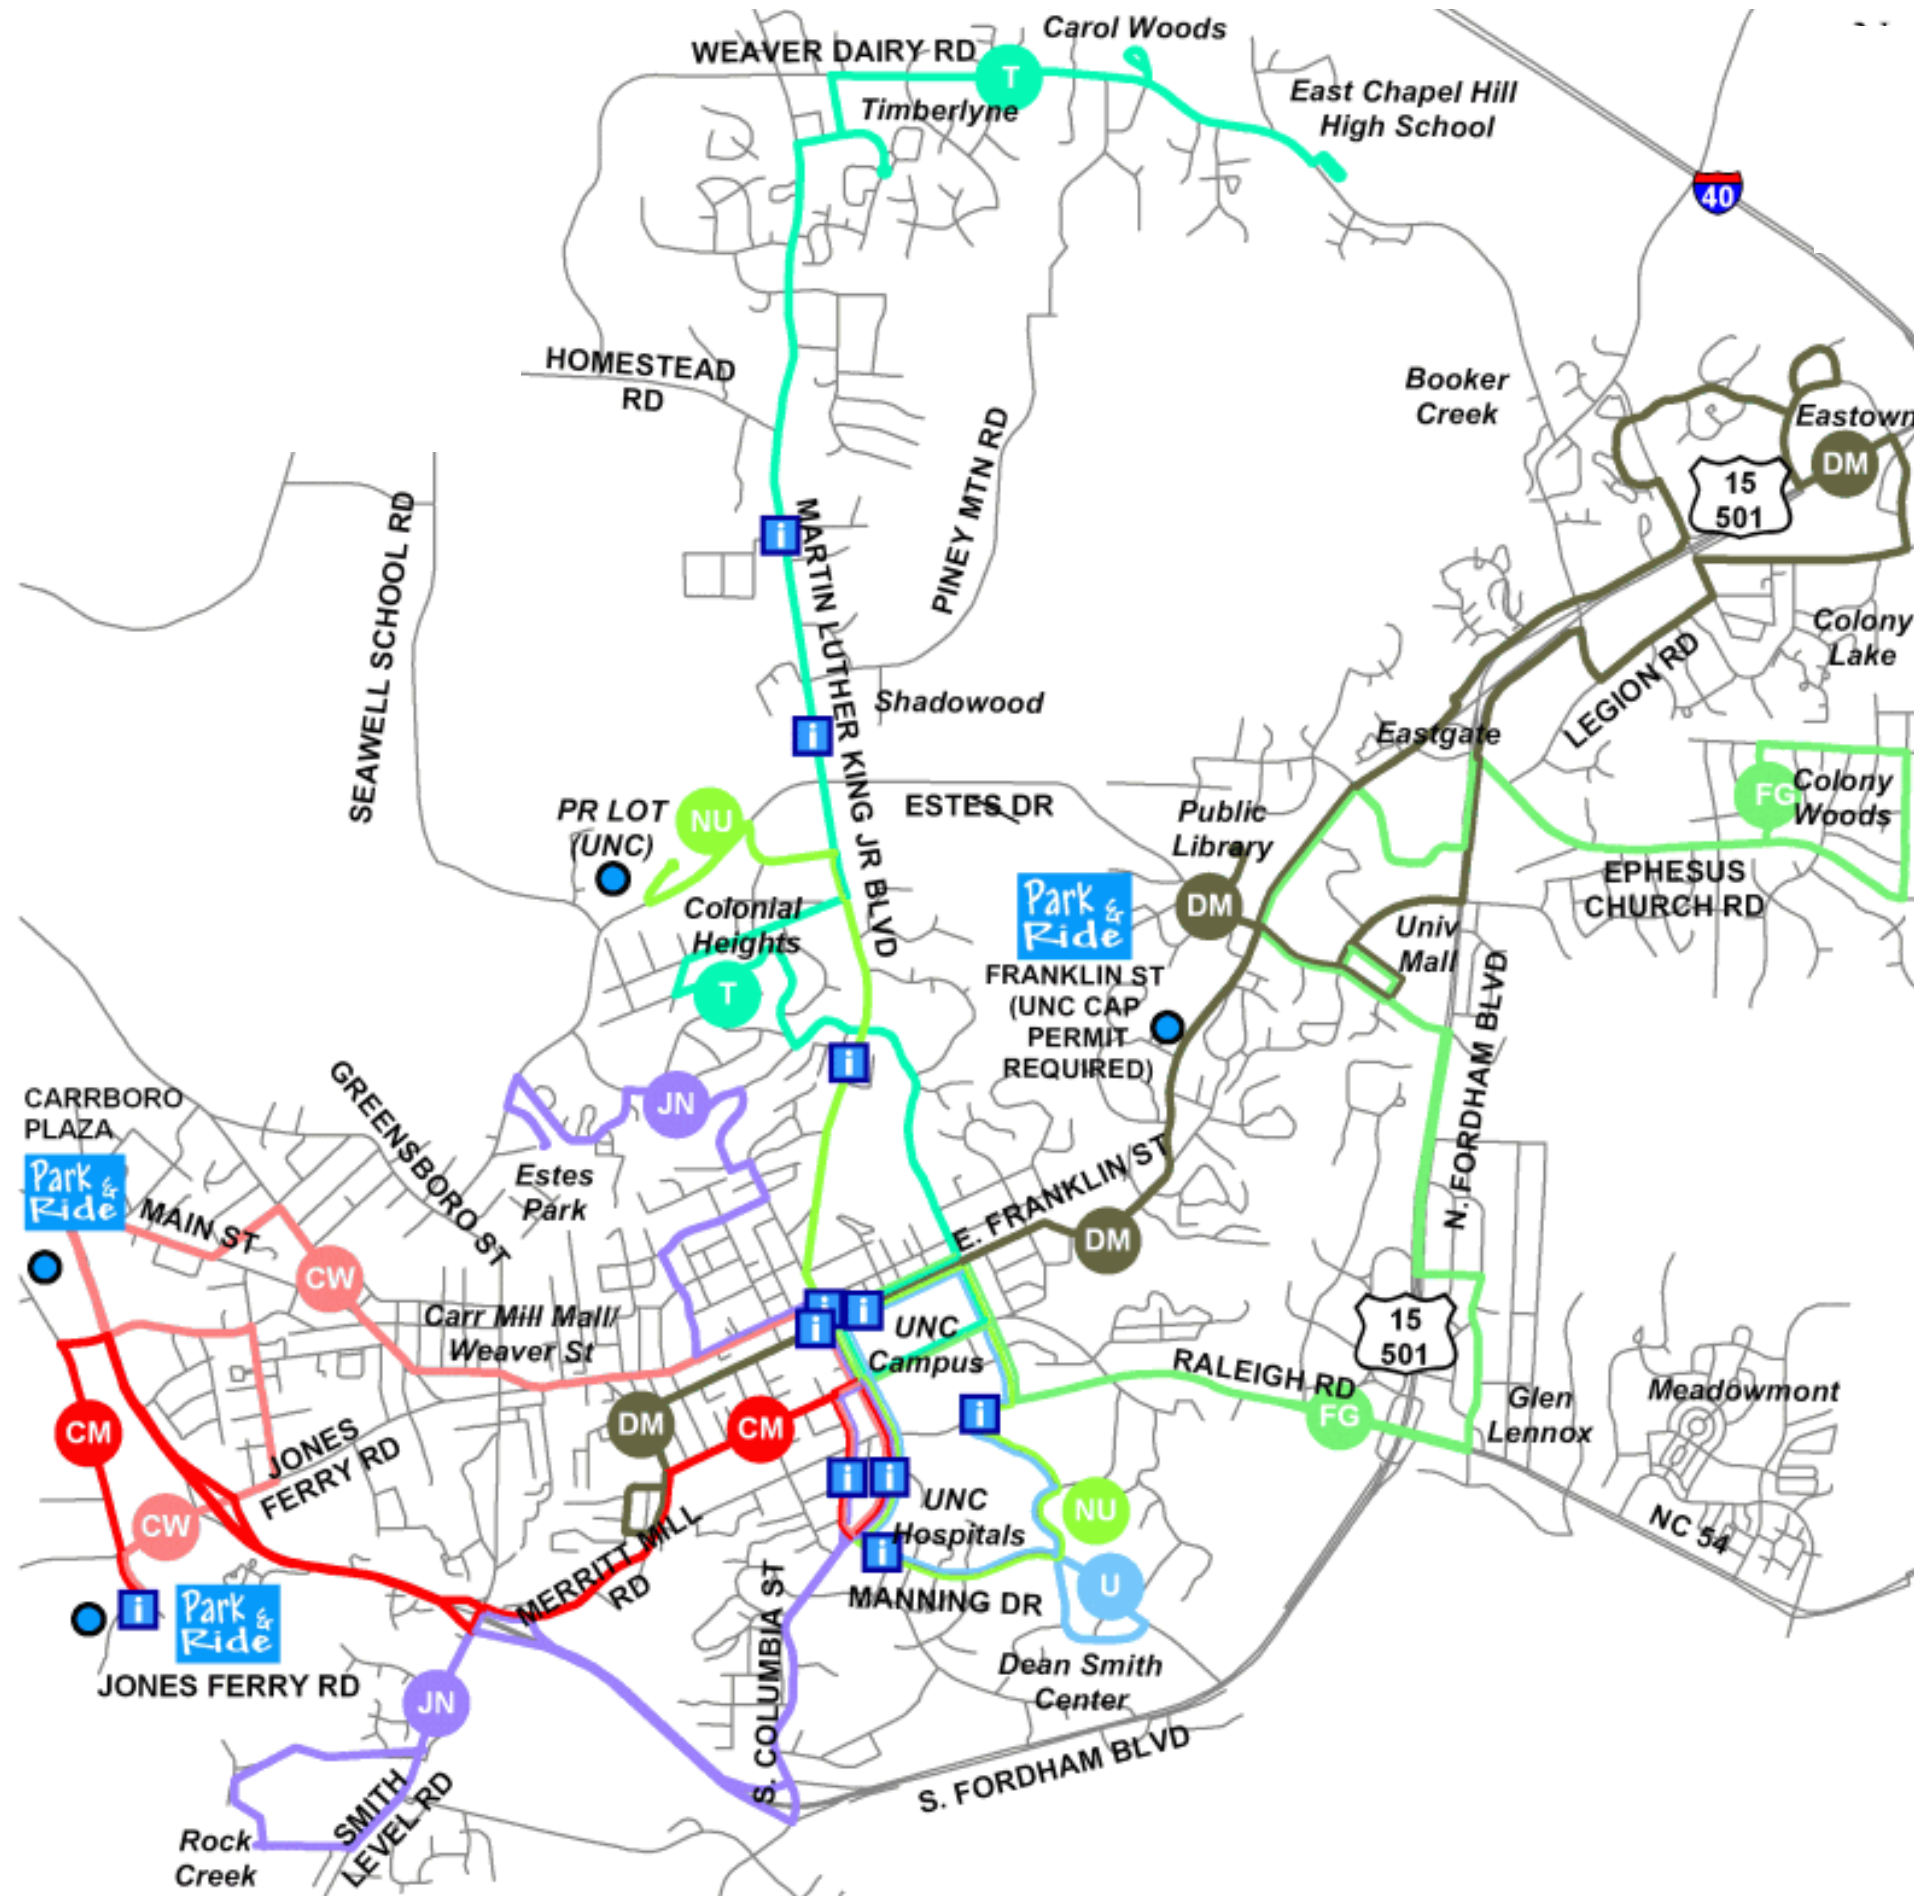 Carol Woods
WEAVER DAIRY RD
T
Timberlyne
East Chapel Hill
High School
40
HOMESTEAD
RD
Booker
Creek
Eastown
DM
15
501
PINEY MTN RD
SEAWELL SCHOOL RD
i
MARTIN LUTHER KING JR BLVD
Colony
Lake
LEGION RD
Shadowood
i
Eastgate
PR LOT
(UNC)
NU
ESTES DR
Public
Library
FG
Colony
Woods
EPHESUS
CHURCH RD
Park &
Ride
DM
Univ
Mall
Colonial
Heights
T
FRANKLIN ST
(UNC CAP
PERMIT
REQUIRED)
N. FORDHAM BLVD
i
CARRBORO
PLAZA
Park &
Ride
GREENSBORO ST
JN
Estes
Park
MAIN ST
E. FRANKLIN ST
DM
CW
Carr Mill Mall/
Weaver St
i
i
i
UNC
Campus
15
501
RALEIGH RD
FG
Glen
Lennox
Meadowmont
CM
DM
CM
i
JONES
FERRY RD
CW
i
i
UNC
Hospitals
NU
NC 54
MERRITT MILL
RD
i
MANNING DR
U
i
Park &
Ride
JONES FERRY RD
S. COLUMBIA ST
Dean Smith
Center
JN
S. FORDHAM BLVD
SMITH
LEVEL RD
Rock
Creek